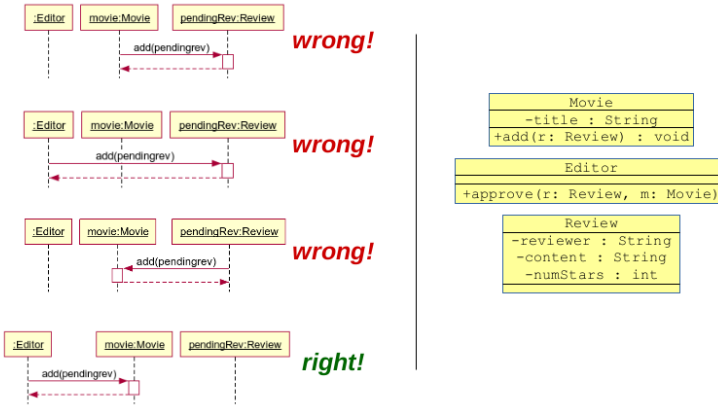 :Editor movie:Movie pendingRev:Review
add(pendingrev)
wrong!
:Editor movie:Movie pendingRev:Review
add(pendingrev)
wrong!
:Editor movie:Movie pendingRev:Review
add(pendingrev)
wrong!
:Editor movie:Movie pendingRev:Review
add(pendingrev)
right!
Movie
-title : String
+add(r: Review) : void
Editor
+approve(r: Review, m: Movie)
Review
-reviewer : String
-content : String
-numStars : int